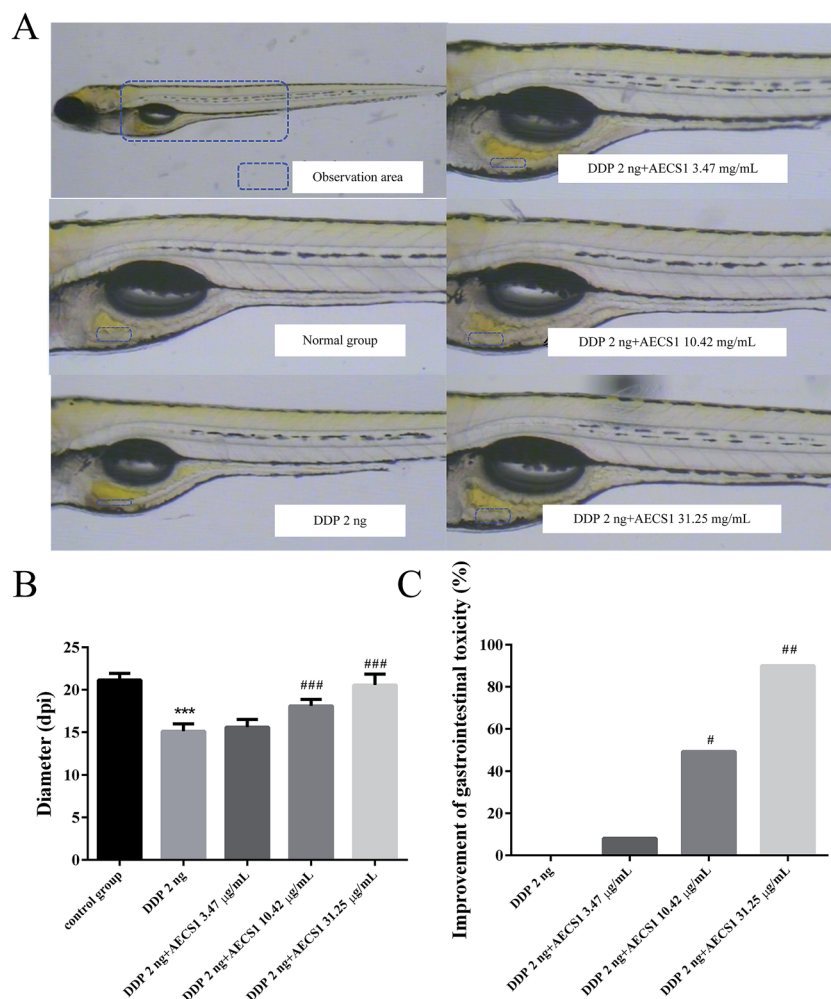 A
Observation area
DDP 2 ng+AECS1 3.47 mg/mL
Normal group
DDP 2 ng+AECS1 10.42 mg/mL
DDP 2 ng
DDP 2 ng+AECS1 31.25 mg/mL
B
Diameter (dpi)
25
20
15
10
5
0
***
###
###
control group
DDP 2 ng
DDP 2 ng+AECS1 3.47 μg/mL
DDP 2 ng+AECS1 10.42 μg/mL
DDP 2 ng+AECS1 31.25 μg/mL
C
Improvement of gastrointestinal toxicity (%)
100
80
60
40
20
0
#
##
DDP 2 ng
DDP 2 ng+AECS1 3.47 μg/mL
DDP 2 ng+AECS1 10.42 μg/mL
DDP 2 ng+AECS1 31.25 μg/mL